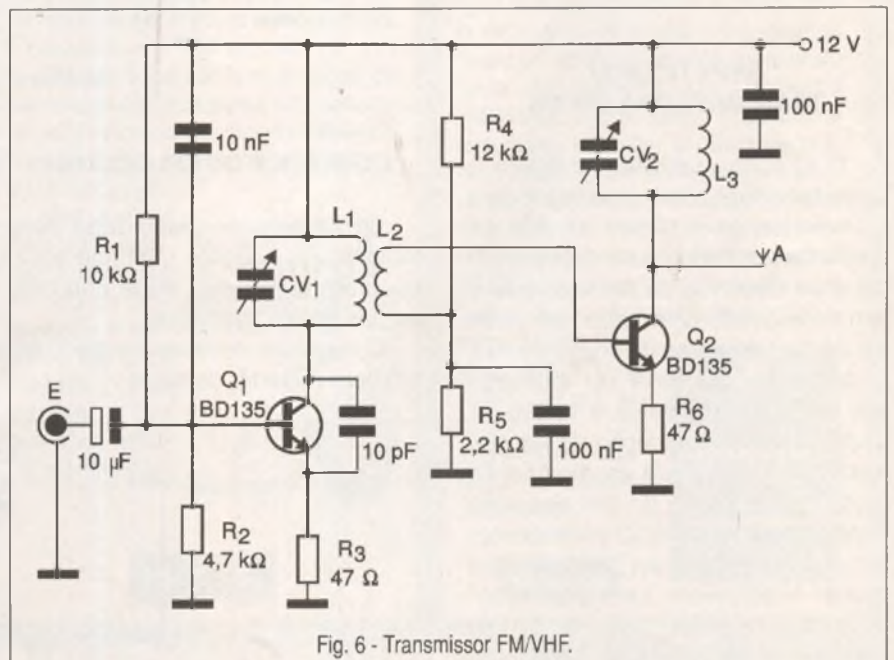 12 V
10 nF
100 nF
R4
12 kΩ
CV2
L3
R1
10 kΩ
L1
L2
CV1
A
Q1
BD135
Q2
BD135
E
10 µF
10 pF
R5
2,2 kΩ
100 nF
R6
47 Ω
R2
4,7 kΩ
R3
47 Ω
Fig. 6 - Transmissor FM/VHF.